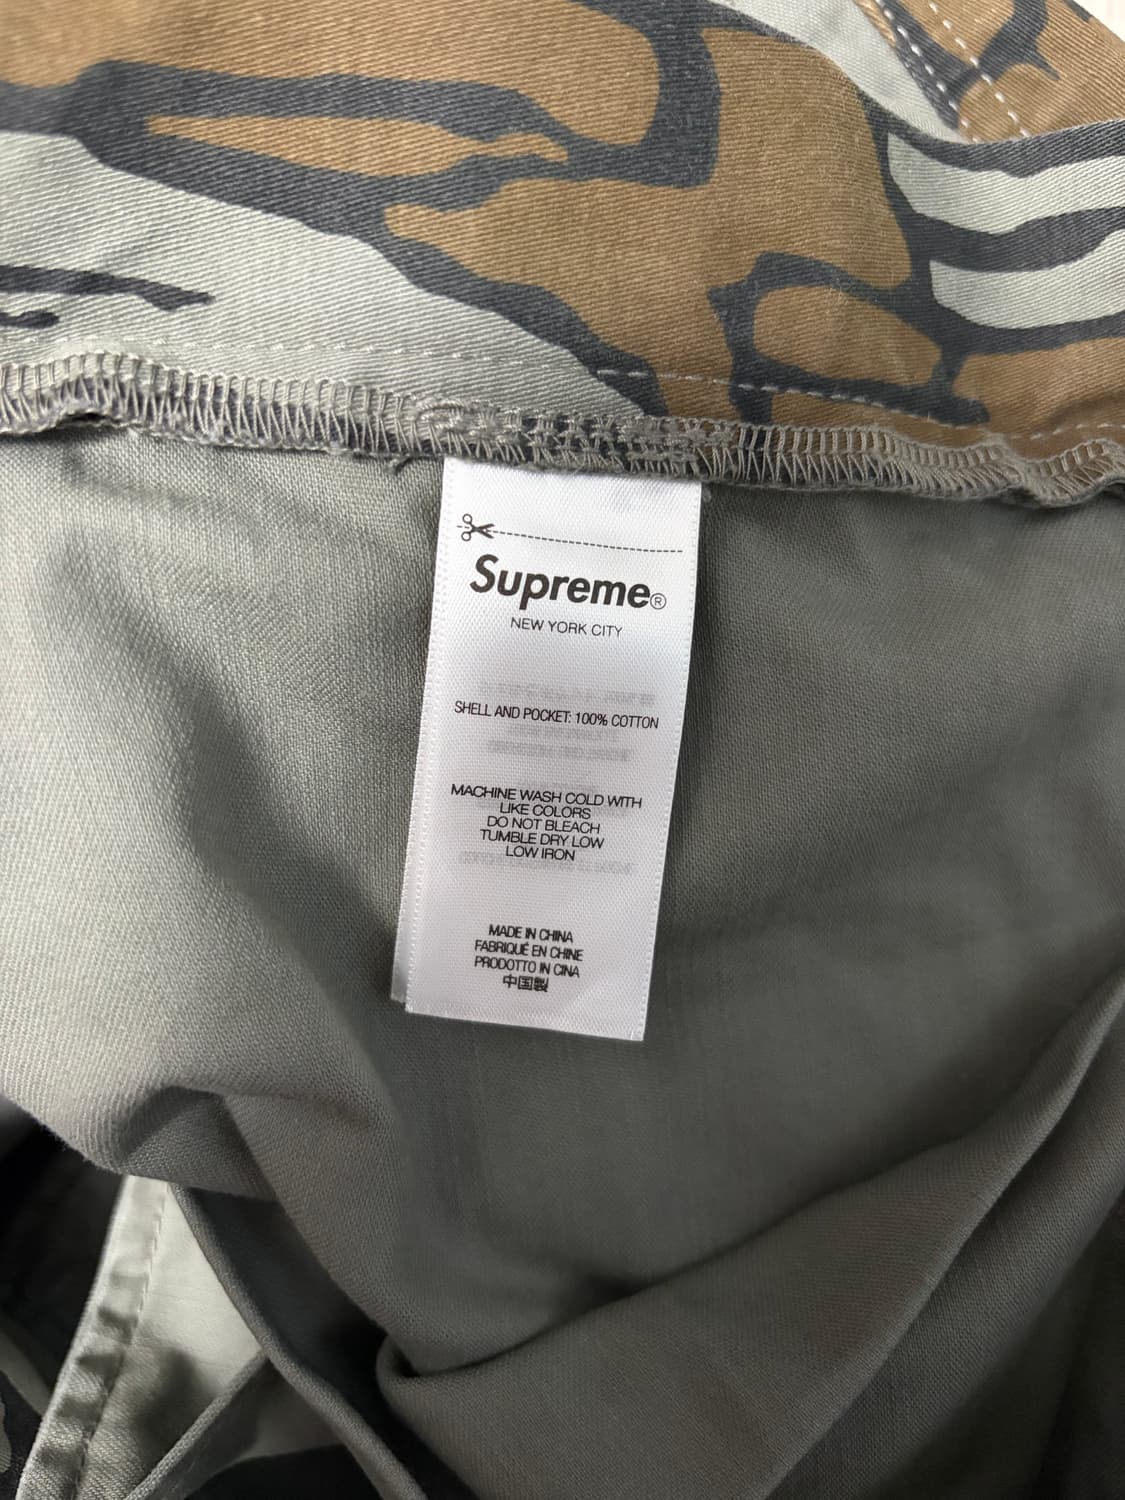 Supreme®
NEW YORK CITY
SHELL AND POCKET: 100% COTTON
MACHINE WASH COLD WITH
LIKE COLORS
DO NOT BLEACH
TUMBLE DRY LOW
LOW IRON
MADE IN CHINA
FABRIQUÉ EN CHINE
PRODOTTO IN CINA
中国製